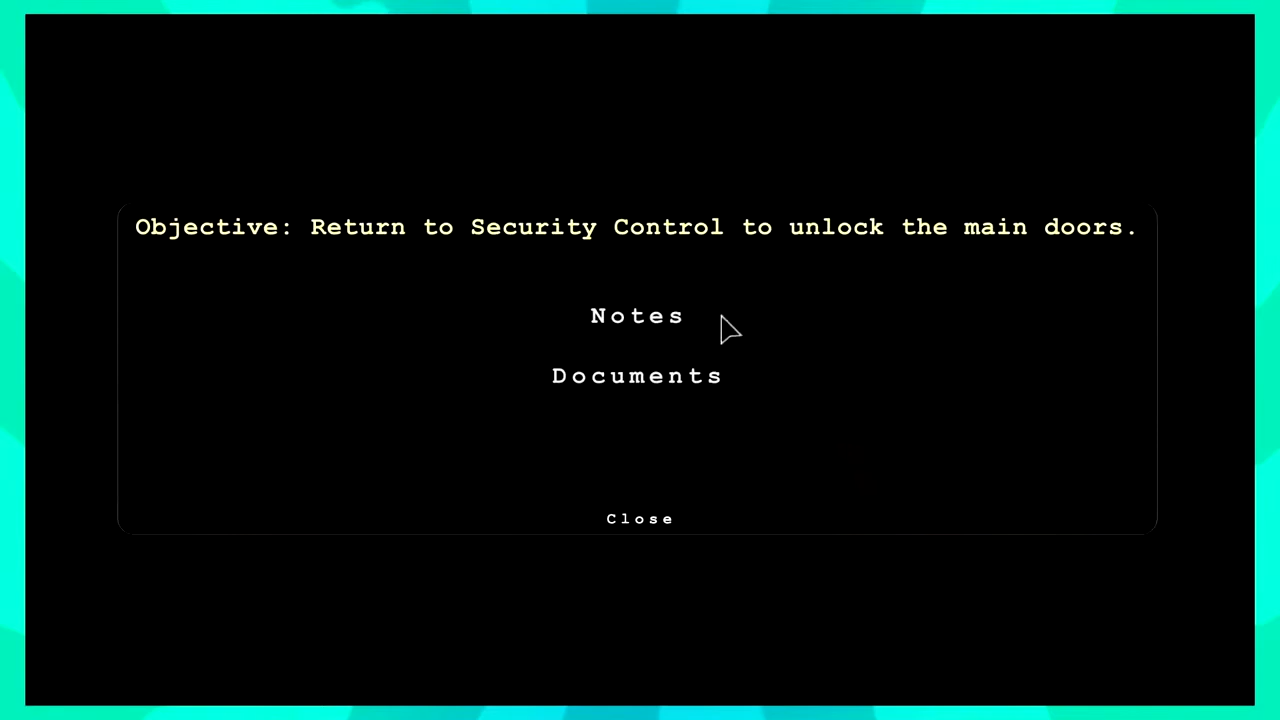 Objective: Return to Security Control to unlock the main doors.
Notes
Documents
Close